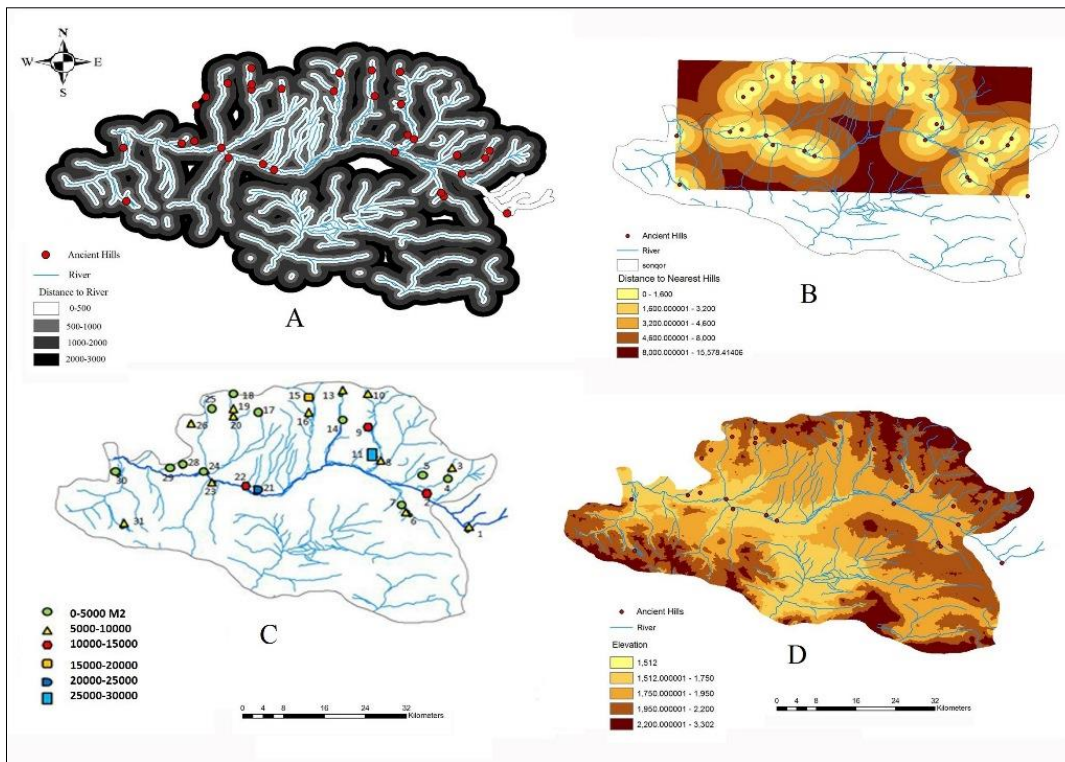 N
W E
S
Ancient Hills
River
Distance to River
0-500
500-1000
1000-2000
2000-3000
A
Ancient Hills
River
sonqor
Distance to Nearest Hills
0 - 1,600
1,600.000001 - 3,200
3,200.000001 - 4,600
4,600.000001 - 8,000
8,000.000001 - 15,578.41406
B
18
15
13
10
25
19
17
20
16
26
14
9
11
8
5
3
28
24
29
30
22
21
4
2
23
7
6
31
1
0-5000 M2
5000-10000
10000-15000
15000-20000
20000-25000
25000-30000
C
0 4 8 16 24 32
Kilometers
Ancient Hills
River
Elevation
1,512
1,512.000001 - 1,750
1,750.000001 - 1,950
1,950.000001 - 2,200
2,200.000001 - 3,302
D
0 4 8 16 24 32
Kilometers